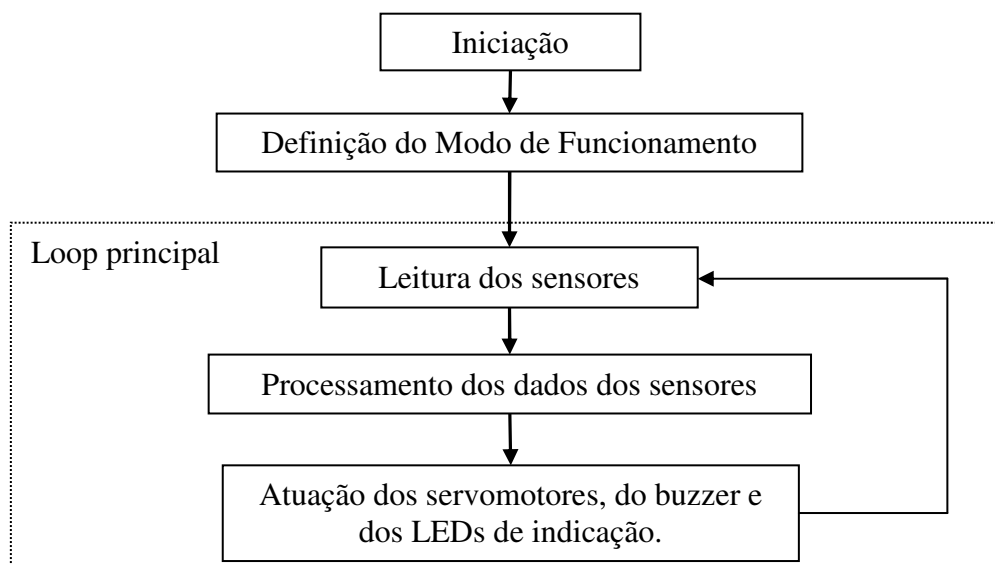 Iniciação
Definição do Modo de Funcionamento
Loop principal
Leitura dos sensores
Processamento dos dados dos sensores
Atuação dos servomotores, do buzzer e
dos LEDs de indicação.